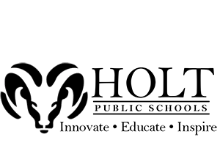 HOLT
PUBLIC SCHOOLS
Innovate • Educate • Inspire